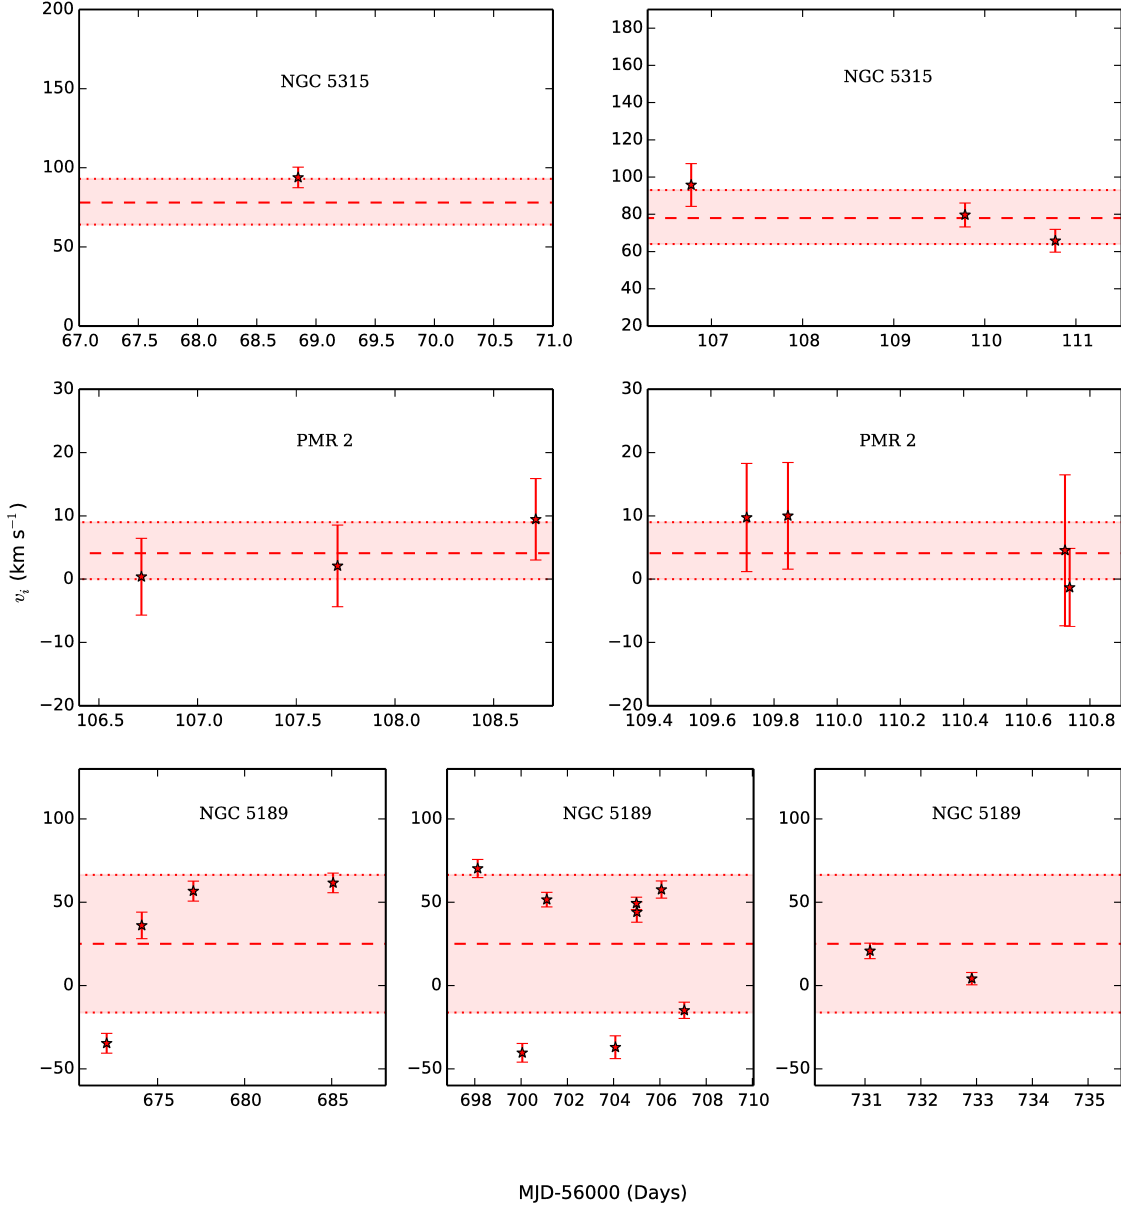 200
150
100
50
0
NGC 5315
67.0 67.5 68.0 68.5 69.0 69.5 70.0 70.5 71.0
180
160
140
120
100
80
60
40
20
NGC 5315
107 108 109 110 111
30
20
10
0
−10
−20
PMR 2
106.5 107.0 107.5 108.0 108.5
30
20
10
0
−10
−20
PMR 2
109.4 109.6 109.8 110.0 110.2 110.4 110.6 110.8
v_i (km s⁻¹)
100
50
0
−50
NGC 5189
675 680 685
100
50
0
−50
NGC 5189
698 700 702 704 706 708 710
100
50
0
−50
NGC 5189
731 732 733 734 735
MJD-56000 (Days)